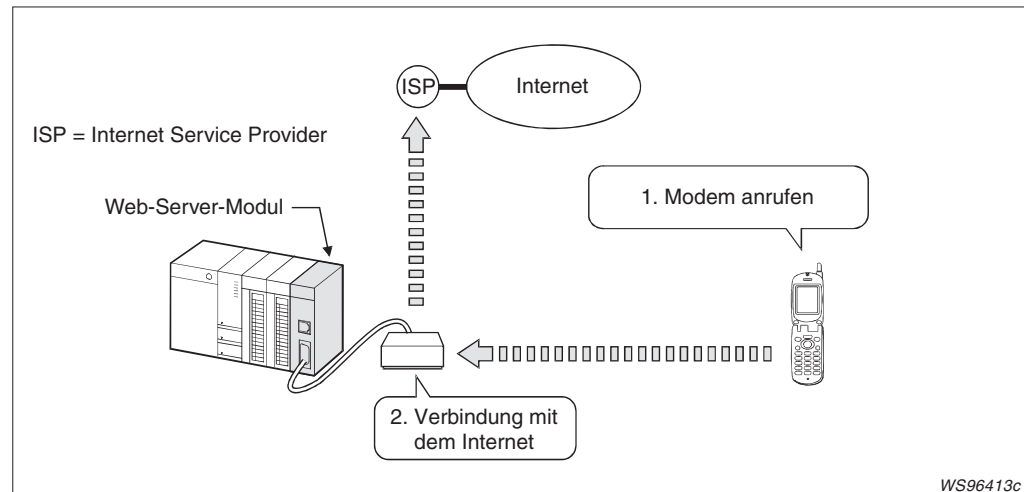 ISP
Internet
ISP = Internet Service Provider
Web-Server-Modul
1. Modem anrufen
2. Verbindung mit
dem Internet
WS96413c